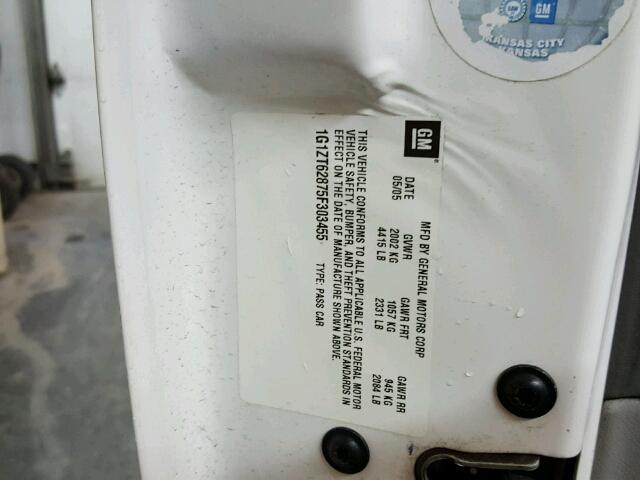 KANSAS CITY
KANSAS
GM
GM
MFD BY GENERAL MOTORS CORP
DATE GVWR GAWR FRT GAWR RR
05/05 2002 KG 1057 KG 945 KG
4415 LB 2331 LB 2084 LB
THIS VEHICLE CONFORMS TO ALL APPLICABLE U.S. FEDERAL MOTOR
VEHICLE SAFETY, BUMPER, AND THEFT PREVENTION STANDARDS IN
EFFECT ON THE DATE OF MANUFACTURE SHOWN ABOVE.
1G1ZT62875F303455 TYPE: PASS CAR